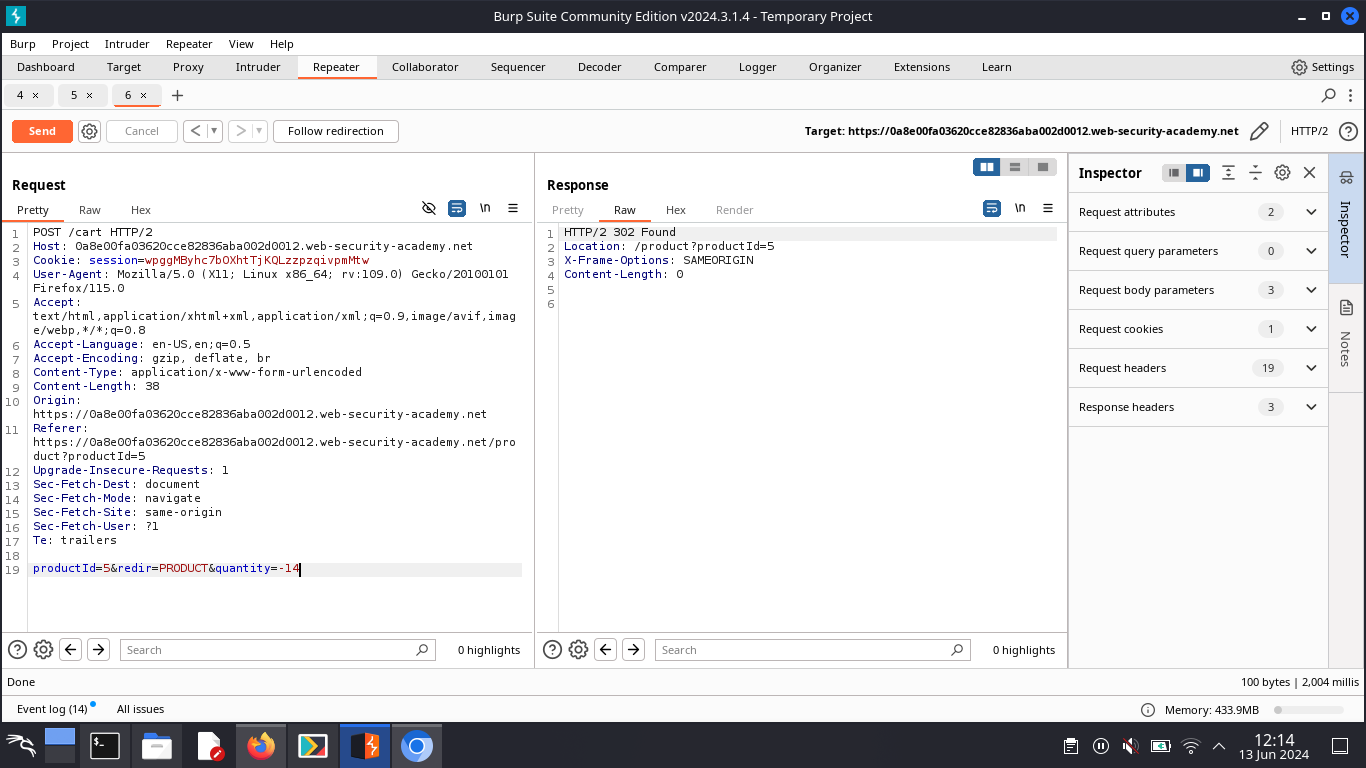 Burp Suite Community Edition v2024.3.1.4 - Temporary Project
Burp Project Intruder Repeater View Help
Dashboard Target Proxy Intruder Repeater Collaborator Sequencer Decoder Comparer Logger Organizer Extensions Learn Settings
4 × 5 × 6 × +
Send Cancel < > Follow redirection Target: https://0a8e00fa03620cce82836aba002d0012.web-security-academy.net HTTP/2
Request
Pretty Raw Hex \n
1 POST /cart HTTP/2
2 Host: 0a8e00fa03620cce82836aba002d0012.web-security-academy.net
3 Cookie: session=wpggMByhc7bOXhtTjKQLzzpzqivpmMtw
4 User-Agent: Mozilla/5.0 (X11; Linux x86_64; rv:109.0) Gecko/20100101
Firefox/115.0
5 Accept:
text/html,application/xhtml+xml,application/xml;q=0.9,image/avif,imag
e/webp,*/*;q=0.8
6 Accept-Language: en-US,en;q=0.5
7 Accept-Encoding: gzip, deflate, br
8 Content-Type: application/x-www-form-urlencoded
9 Content-Length: 38
10 Origin:
https://0a8e00fa03620cce82836aba002d0012.web-security-academy.net
11 Referer:
https://0a8e00fa03620cce82836aba002d0012.web-security-academy.net/pro
duct?productId=5
12 Upgrade-Insecure-Requests: 1
13 Sec-Fetch-Dest: document
14 Sec-Fetch-Mode: navigate
15 Sec-Fetch-Site: same-origin
16 Sec-Fetch-User: ?1
17 Te: trailers
18
19 productId=5&redir=PRODUCT&quantity=-14
Search 0 highlights
Response
Pretty Raw Hex Render \n
1 HTTP/2 302 Found
2 Location: /product?productId=5
3 X-Frame-Options: SAMEORIGIN
4 Content-Length: 0
5
6
Search 0 highlights
Inspector
Request attributes 2
Request query parameters 0
Request body parameters 3
Request cookies 1
Request headers 19
Response headers 3
Inspector
Notes
Done 100 bytes | 2,004 millis
Event log (14) All issues Memory: 433.9MB
12:14
13 Jun 2024